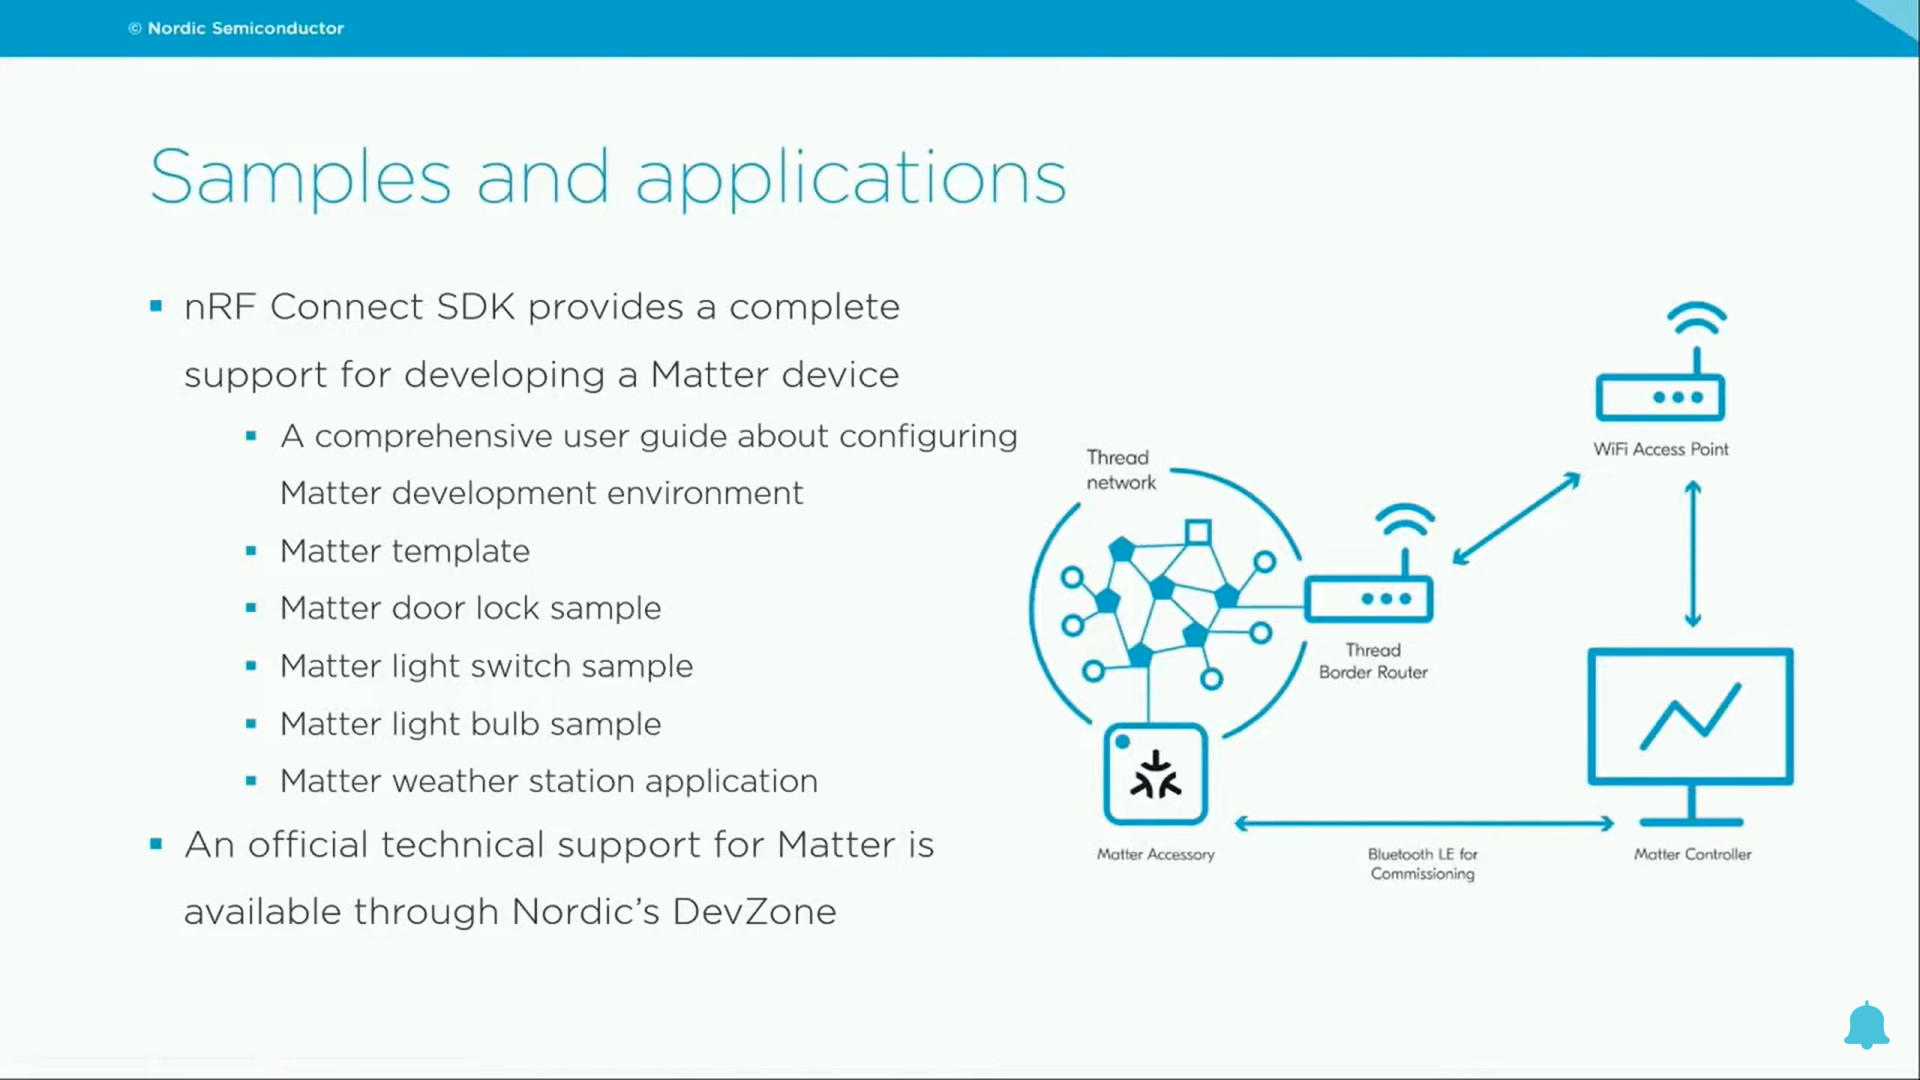 © Nordic Semiconductor
Samples and applications
nRF Connect SDK provides a complete
support for developing a Matter device
A comprehensive user guide about configuring
Matter development environment
Matter template
Matter door lock sample
Matter light switch sample
Matter light bulb sample
Matter weather station application
An official technical support for Matter is
available through Nordic’s DevZone
Thread
network
WiFi Access Point
Thread
Border Router
Matter Accessory
Bluetooth LE for
Commissioning
Matter Controller